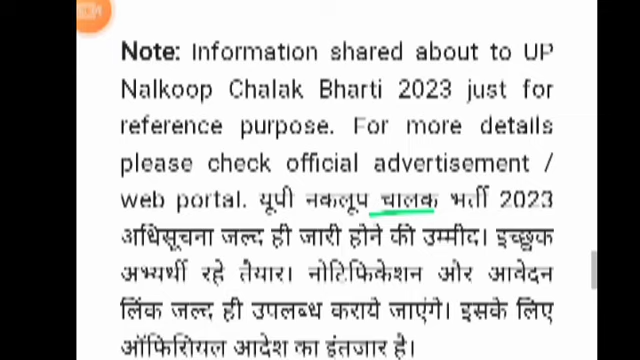 Note: Information shared about to UP
Nalkoop Chalak Bharti 2023 just for
reference purpose. For more details
please check official advertisement /
web portal. यूपी नकलूप चालक भर्ती 2023
अधिसूचना जल्द ही जारी होने की उम्मीद। इच्छुक
अभ्यर्थी रहे तैयार। नोटिफिकेशन और आवेदन
लिंक जल्द ही उपलब्ध कराये जाएंगे। इसके लिए
ऑफिसियल आदेश का इंतजार है।